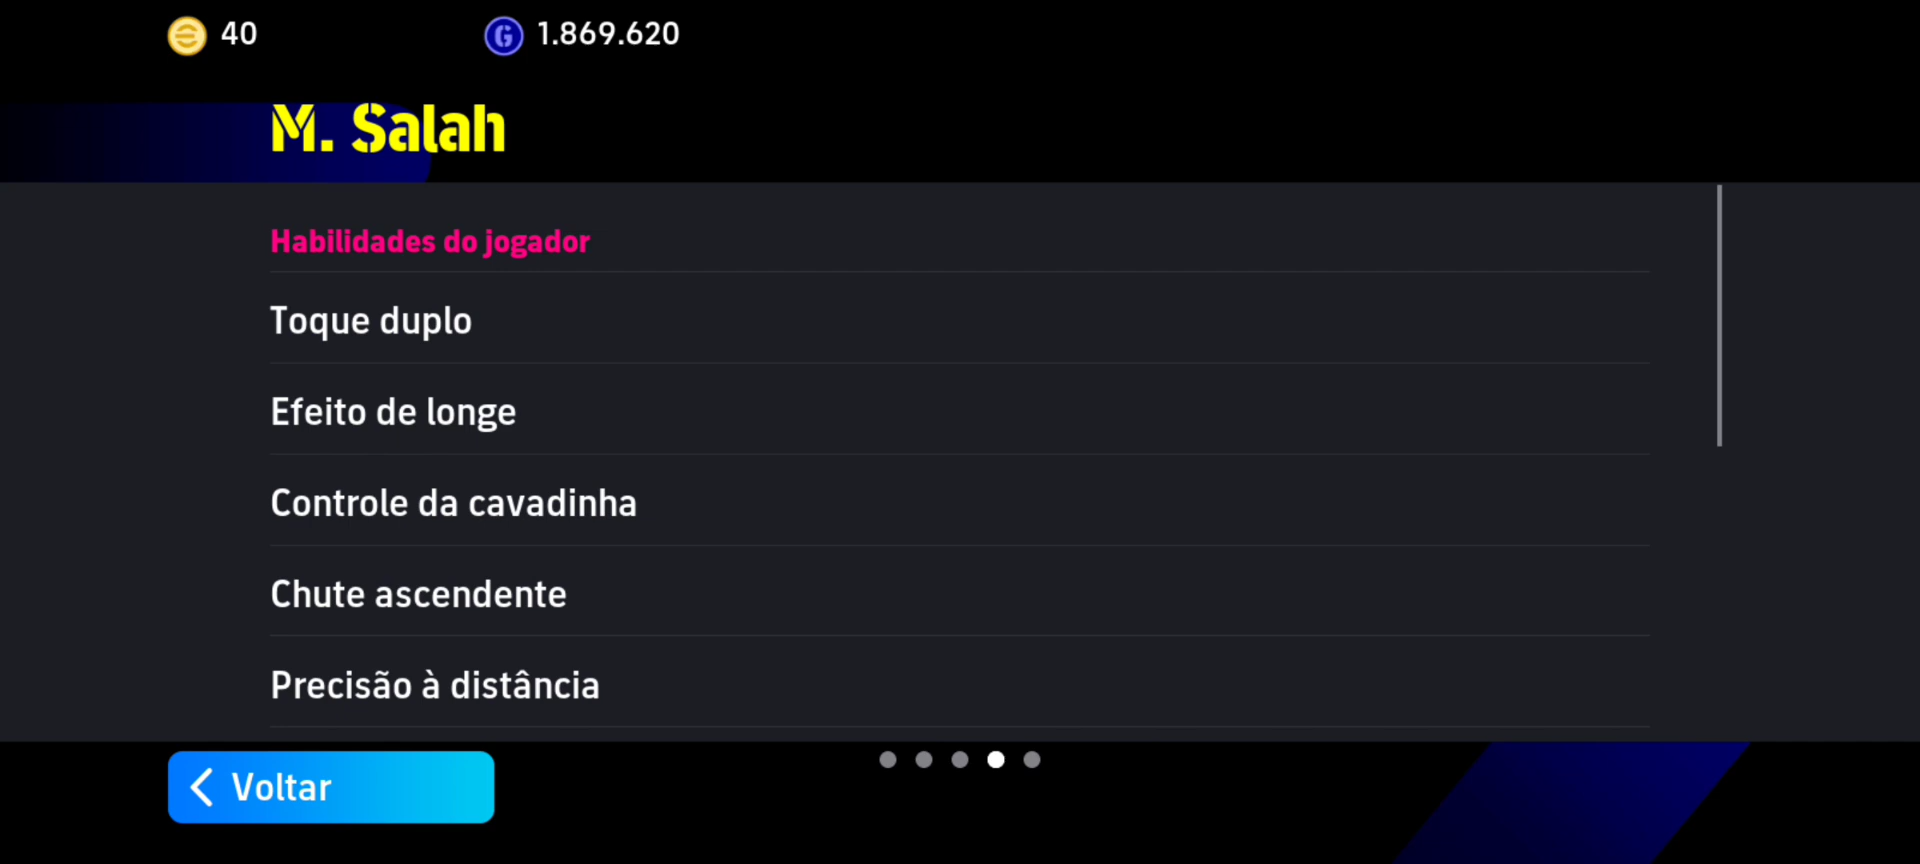 40
1.869.620
M. Salah
Habilidades do jogador
Toque duplo
Efeito de longe
Controle da cavadinha
Chute ascendente
Precisão à distância
Voltar